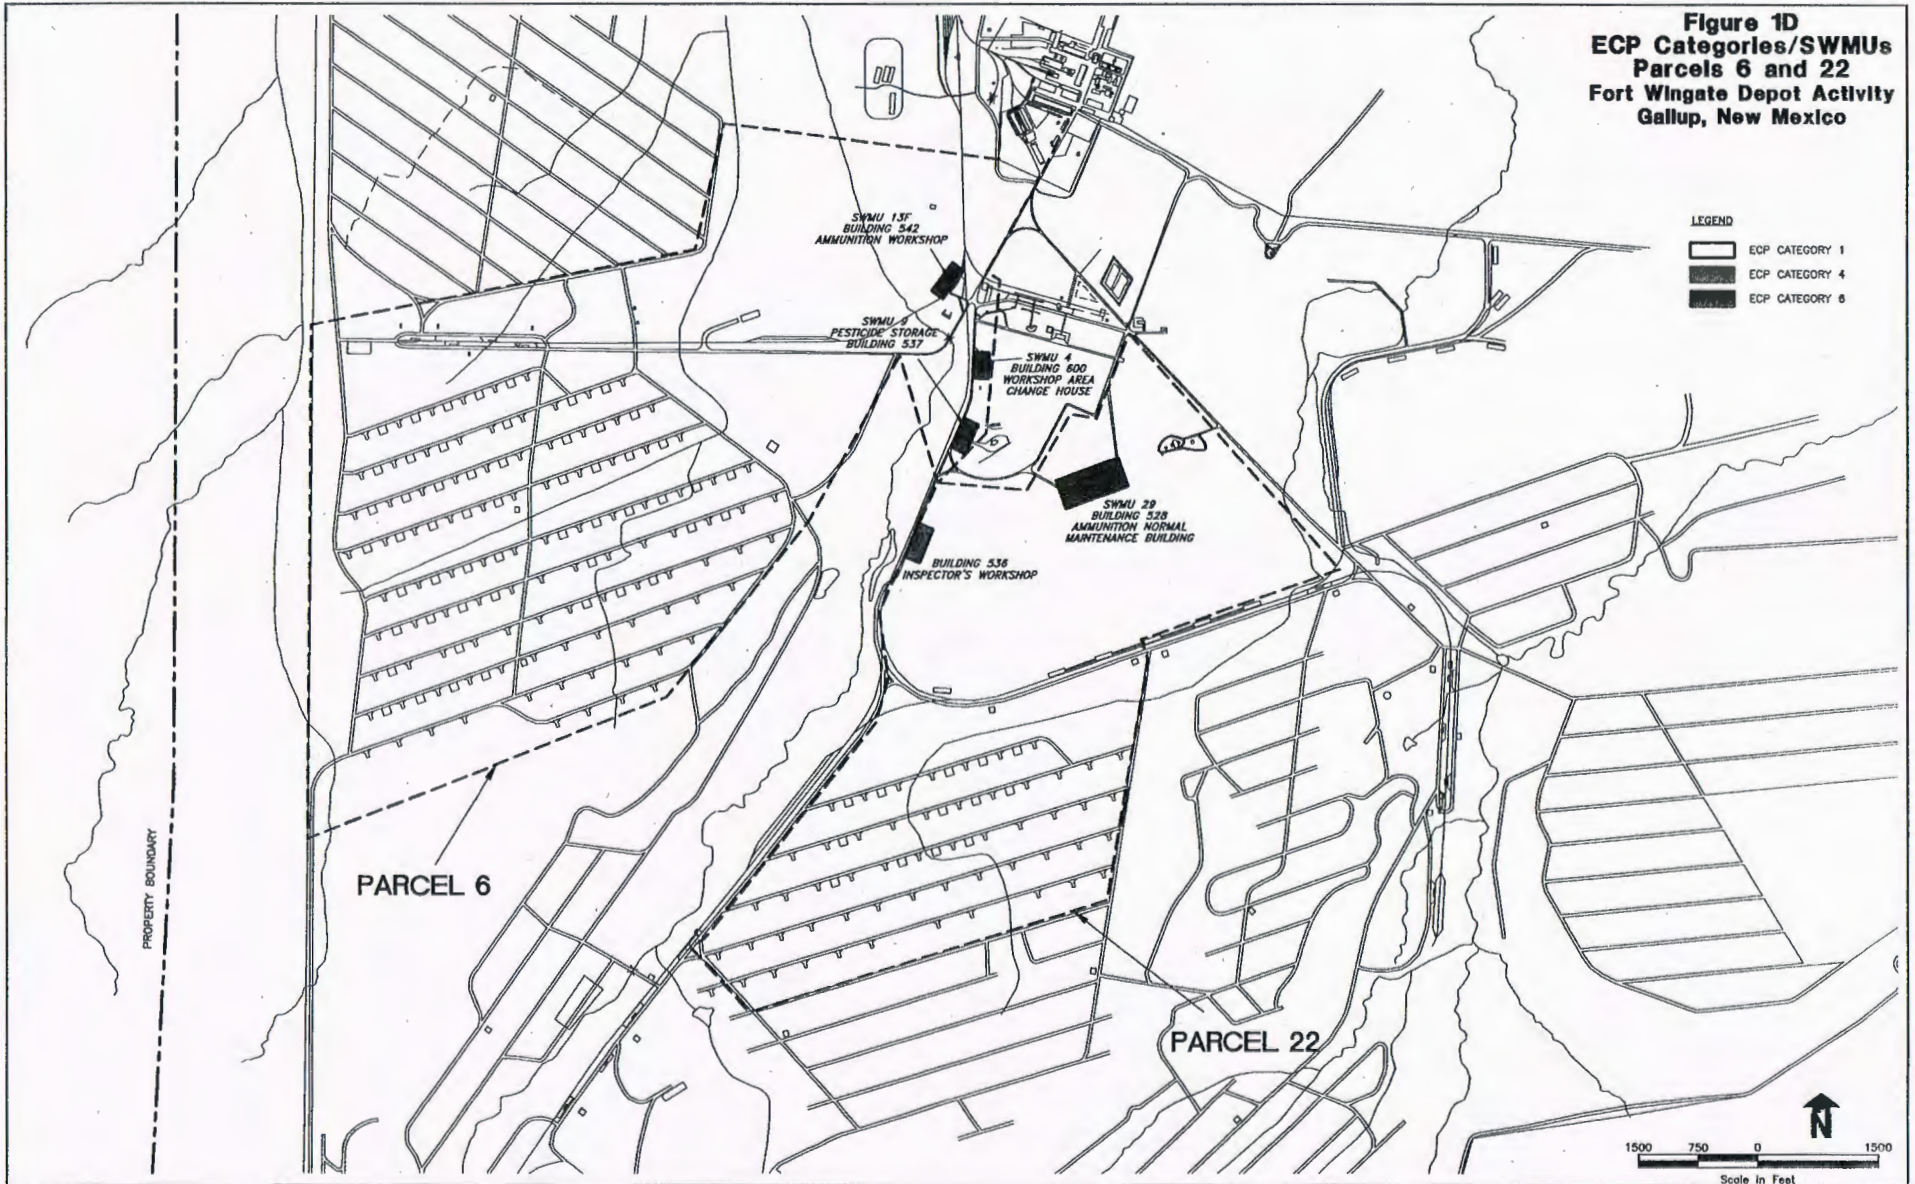 Figure 1D
ECP Categories/SWMUs
Parcels 6 and 22
Fort Wingate Depot Activity
Gallup, New Mexico
LEGEND
ECP CATEGORY 1
ECP CATEGORY 4
ECP CATEGORY 6
SWMU 13F
BUILDING 542
AMMUNITION WORKSHOP
SWMU 9
PESTICIDE STORAGE
BUILDING 537
SWMU 4
BUILDING 600
WORKSHOP AREA
CHANGE HOUSE
SWMU 29
BUILDING 528
AMMUNITION NORMAL
MAINTENANCE BUILDING
BUILDING 536
INSPECTOR'S WORKSHOP
PROPERTY BOUNDARY
PARCEL 6
PARCEL 22
N
1500 750 0 1500
Scale in Feet